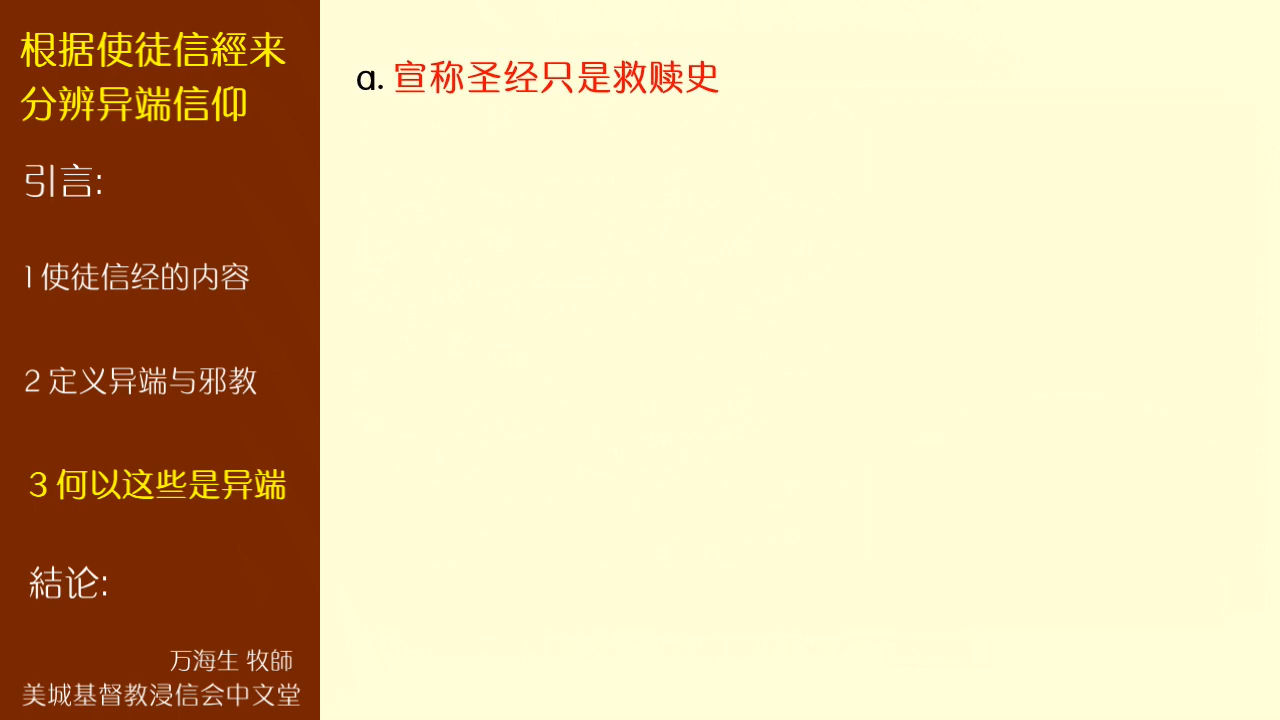 根据使徒信經来
分辨异端信仰
引言:
1 使徒信经的内容
2 定义异端与邪教
3 何以这些是异端
結论:
万海生 牧師
美城基督教浸信会中文堂
a. 宣称圣经只是救赎史